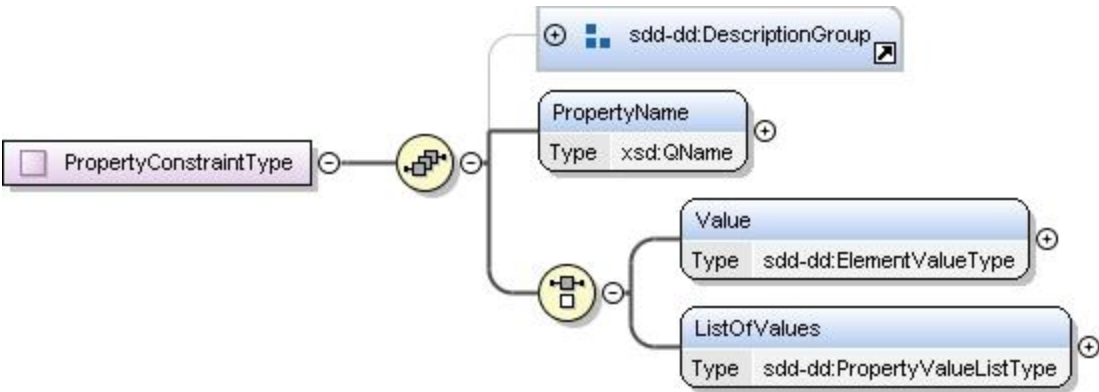 sdd-dd:DescriptionGroup
PropertyName
Type xsd:QName
PropertyConstraintType
Value
Type sdd-dd:ElementValueType
ListOfValues
Type sdd-dd:PropertyValueListType